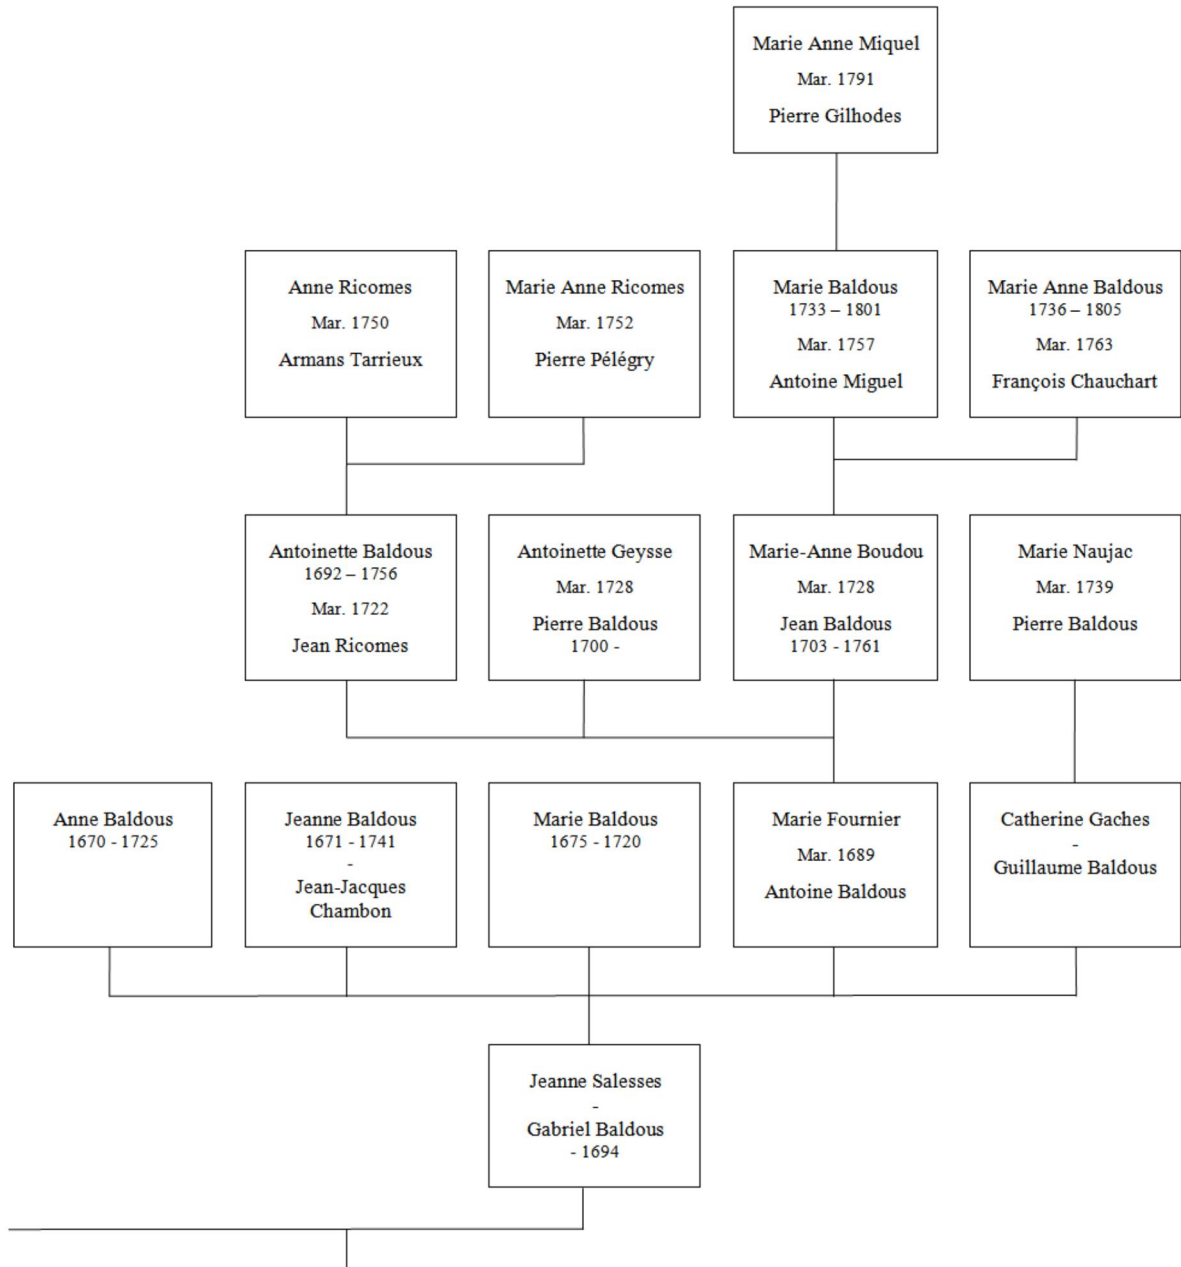 Marie Anne Miquel
Mar. 1791
Pierre Gilhodes
Anne Ricomes
Mar. 1750
Armans Tarrieux
Marie Anne Ricomes
Mar. 1752
Pierre Pélégry
Marie Baldous
1733 – 1801
Mar. 1757
Antoine Miguel
Marie Anne Baldous
1736 – 1805
Mar. 1763
François Chauchart
Antoinette Baldous
1692 – 1756
Mar. 1722
Jean Ricomes
Antoinette Geysse
Mar. 1728
Pierre Baldous
1700 -
Marie-Anne Boudou
Mar. 1728
Jean Baldous
1703 - 1761
Marie Naujac
Mar. 1739
Pierre Baldous
Anne Baldous
1670 - 1725
Jeanne Baldous
1671 - 1741
-
Jean-Jacques
Chambon
Marie Baldous
1675 - 1720
Marie Fournier
Mar. 1689
Antoine Baldous
Catherine Gaches
-
Guillaume Baldous
Jeanne Salesses
-
Gabriel Baldous
- 1694